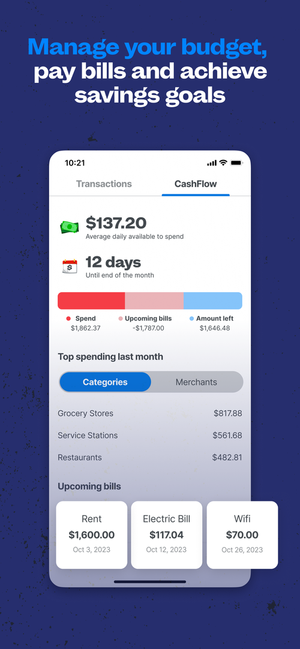 Manage your budget,
pay bills and achieve
savings goals
10:21
Transactions
CashFlow
$137.20
Average daily available to spend
12 days
Until end of the month
Spend
Upcoming bills
Amount left
$1,862.37
-$1,787.00
$1,646.48
Top spending last month
Categories
Merchants
Grocery Stores
$817.88
Service Stations
$561.68
Restaurants
$482.81
Upcoming bills
Rent
$1,600.00
Oct 3, 2023
Electric Bill
$117.04
Oct 12, 2023
Wifi
$70.00
Oct 26, 2023